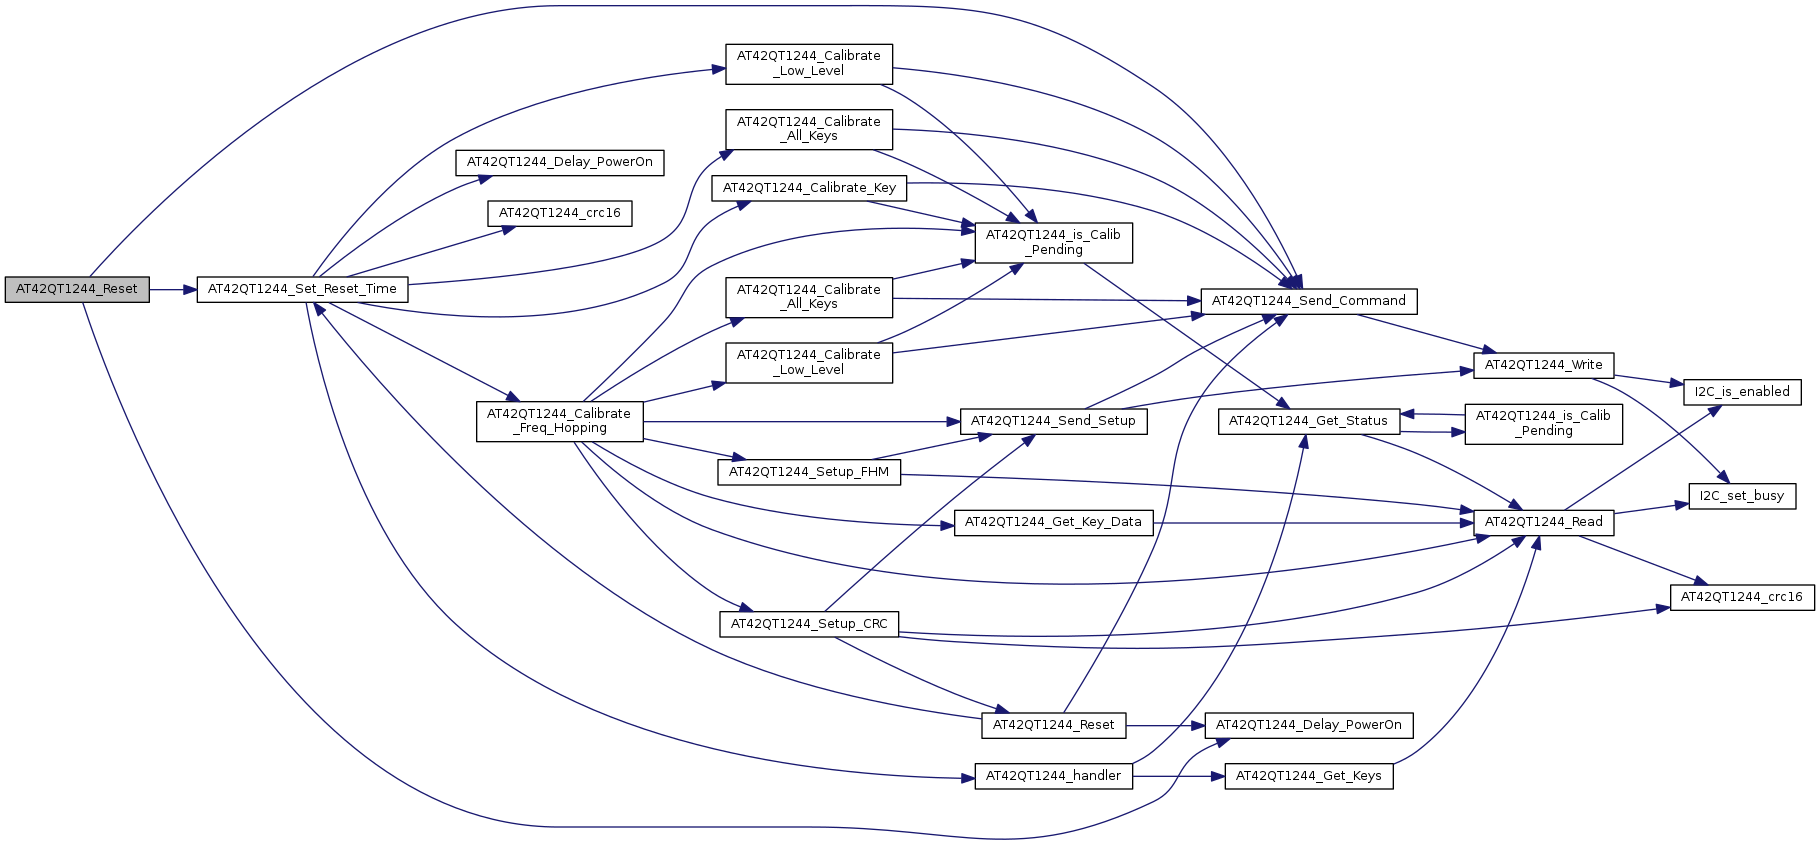 AT42QT1244_Reset
AT42QT1244_Set_Reset_Time
AT42QT1244_Delay_PowerOn
AT42QT1244_crc16
AT42QT1244_Calibrate
_Freq_Hopping
AT42QT1244_Calibrate
_Low_Level
AT42QT1244_Calibrate
_All_Keys
AT42QT1244_Calibrate_Key
AT42QT1244_Calibrate
_All_Keys
AT42QT1244_Calibrate
_Low_Level
AT42QT1244_Setup_FHM
AT42QT1244_Setup_CRC
AT42QT1244_is_Calib
_Pending
AT42QT1244_Send_Setup
AT42QT1244_Get_Key_Data
AT42QT1244_Reset
AT42QT1244_handler
AT42QT1244_Send_Command
AT42QT1244_Get_Status
AT42QT1244_Delay_PowerOn
AT42QT1244_Get_Keys
AT42QT1244_Write
AT42QT1244_is_Calib
_Pending
AT42QT1244_Read
I2C_is_enabled
I2C_set_busy
AT42QT1244_crc16